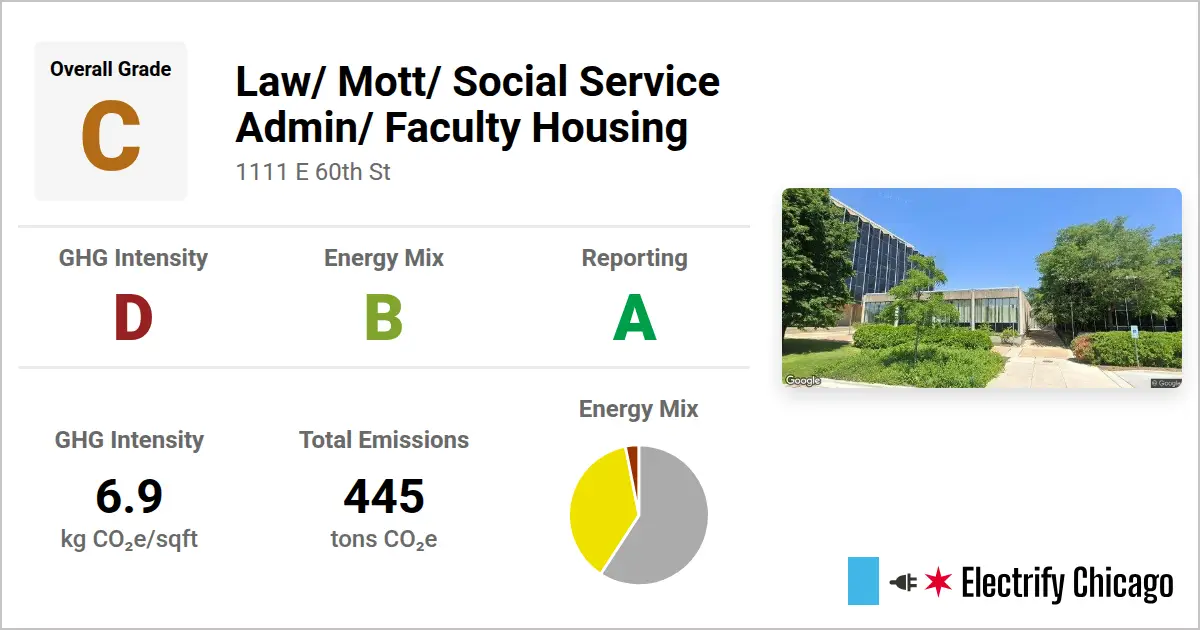 Overall Grade
C
Law/ Mott/ Social Service
Admin/ Faculty Housing
1111 E 60th St
GHG Intensity
D
Energy Mix
B
Reporting
A
GHG Intensity
6.9
kg CO₂e/sqft
Total Emissions
445
tons CO₂e
Energy Mix
Google
© Google
Electrify Chicago